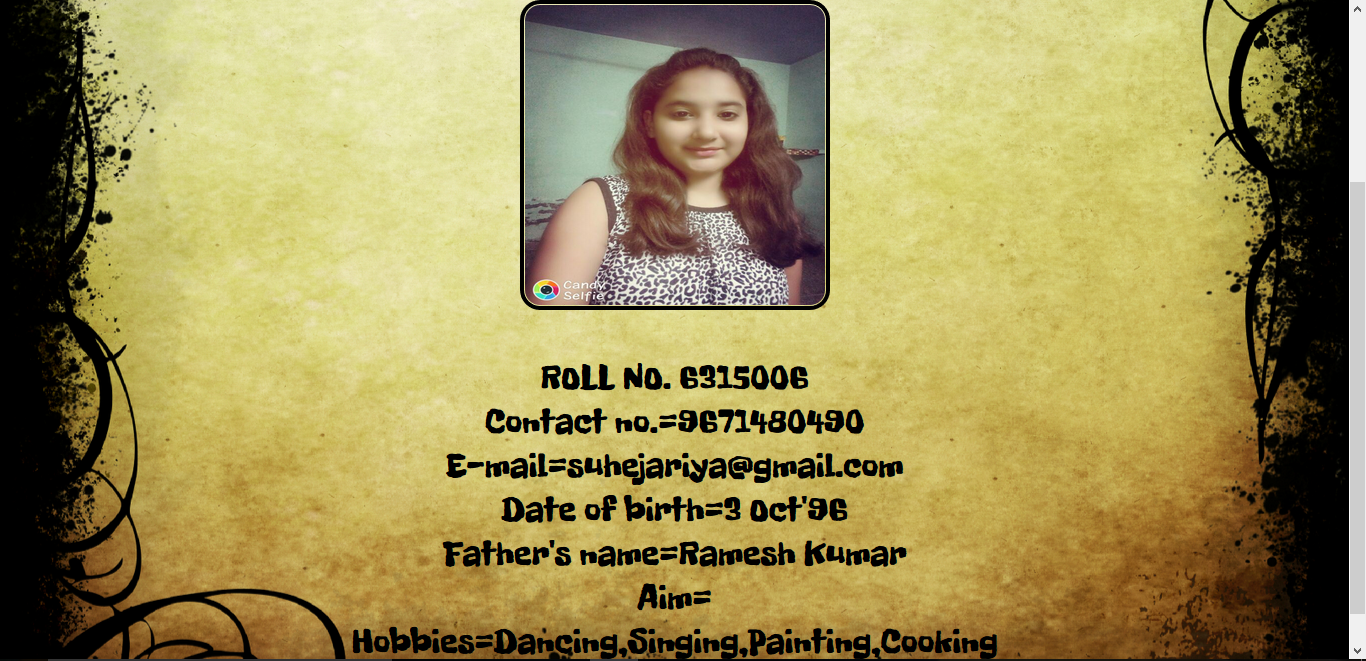 Candy
Selfie
Roll No. 6315006
Contact no.=9671480490
E-mail=suhejariya@gmail.com
Date of birth=3 Oct'96
Father's name=Ramesh Kumar
Aim=
Hobbies=Dancing,Singing,Painting,Cooking